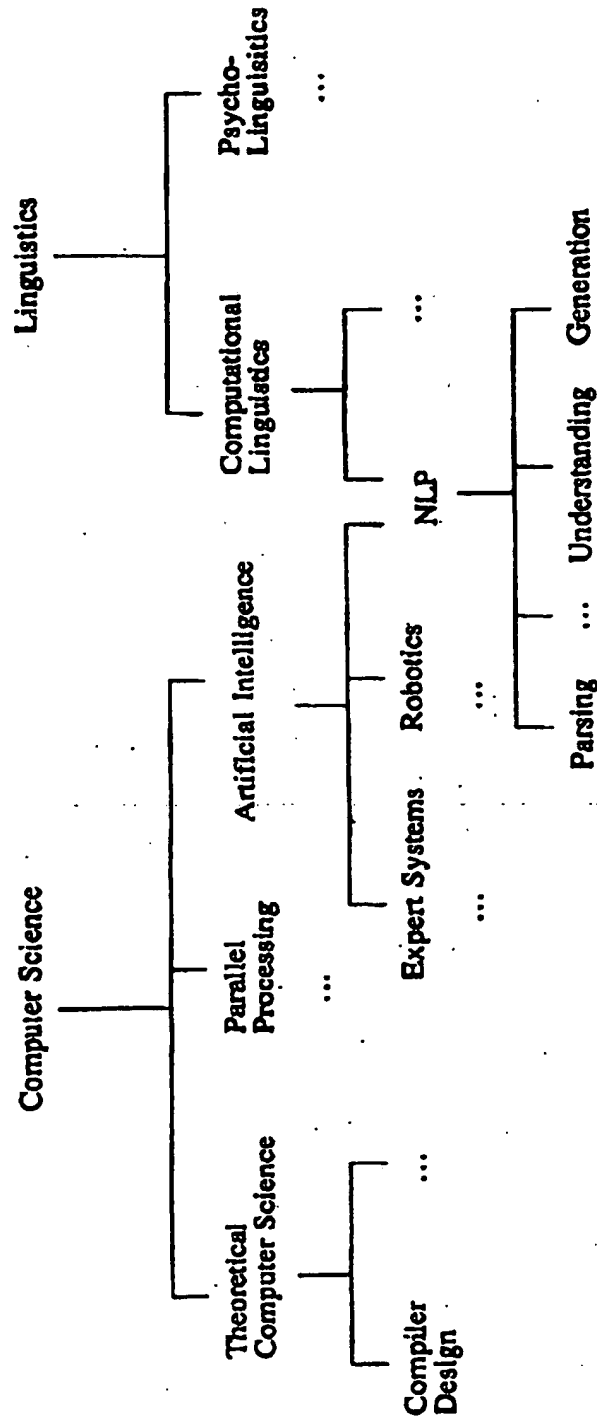 Computer Science
Linguistics
Theoretical
Computer Science
Parallel
Processing
Artificial Intelligence
Computational
Linguistics
Psycho-
Linguisitics
...
...
Compiler
Design
...
Expert Systems
Robotics
NLP
...
...
...
Parsing
...
Understanding
Generation